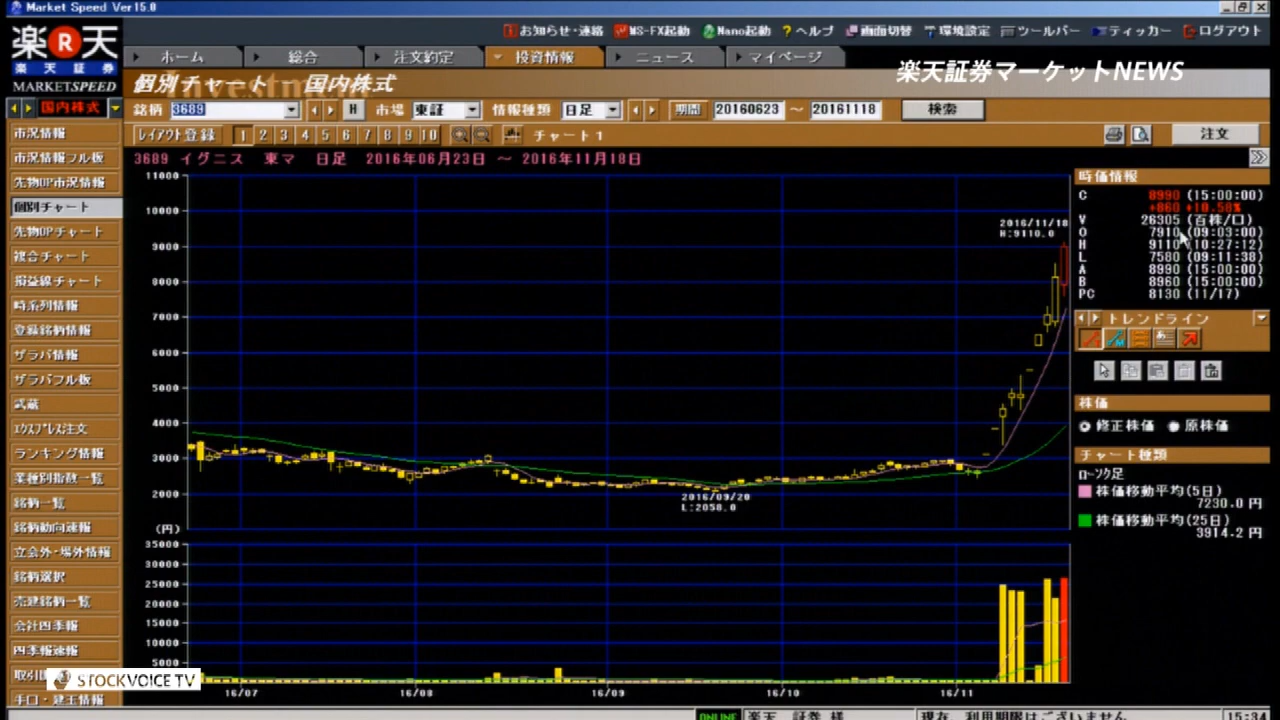 Market Speed Ver15.0
楽R天
楽天証券
MARKETSPEED
お知らせ・連絡 MS-FX起動 Nano起動 ? ヘルプ 画面切替 環境設定 ツールバー ティッカー ログアウト
ホーム 総合 注文約定 投資情報 ニュース マイページ
個別チャート 国内株式
Investment
楽天証券マーケットNEWS
国内株式
銘柄 3689 H 市場 東証 情報種類 日足 期間 20160623 ～ 20161118 検索
レイアウト登録 1 2 3 4 5 6 7 8 9 10 チャート1 注文
3689 イグニス 東マ 日足 2016年06月23日 ～ 2016年11月18日
市況情報
市況情報フル板
先物OP市況情報
個別チャート
先物OPチャート
複合チャート
損益線チャート
時系列情報
登録銘柄情報
ザラバ情報
ザラバフル板
武蔵
エクスプレス注文
ランキング情報
業種別指数一覧
銘柄一覧
銘柄動向速報
立会外・場外情報
銘柄選択
売建銘柄一覧
会社四季報
四季報速報
取引
手口・建玉情報
11000
10000
9000
8000
7000
6000
5000
4000
3000
2000
(円)
2016/11/18
H:9110.0
2016/09/20
L:2058.0
35000
30000
25000
20000
15000
10000
5000
16/07 16/08 16/09 16/10 16/11
時価情報
C 8990 (15:00:00)
+860 +10.58%
V 26305 (百株/口)
O 7910 (09:03:00)
H 9110 (10:27:12)
L 7580 (09:11:38)
A 8990 (15:00:00)
B 8960 (15:00:00)
PC 8130 (11/17)
トレンドライン
株価
修正株価 原株価
チャート種類
ローソク足
株価移動平均(5日)
7230.0 円
株価移動平均(25日)
3914.2 円
STOCKVOICE TV
ONLINE 楽天 証券 様 現在、利用期限はございません 15:34